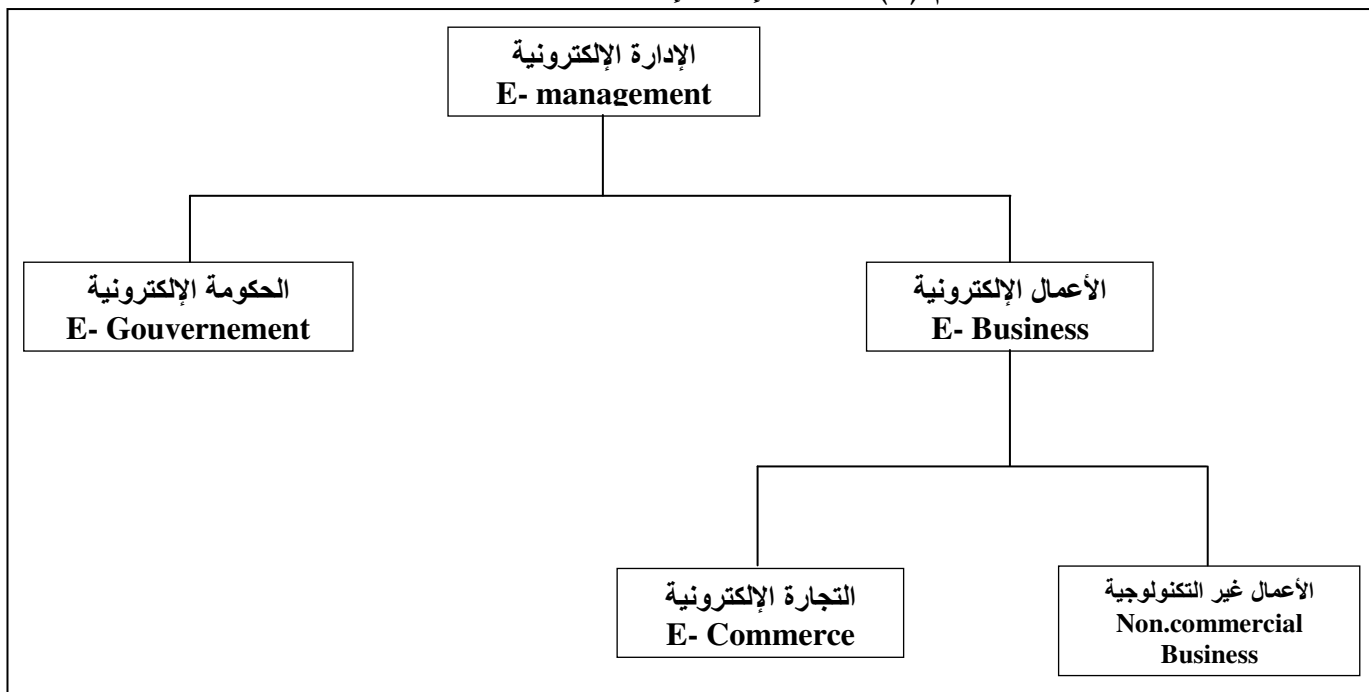 الإدارة الإلكترونية
E- management
الحكومة الإلكترونية
E- Gouvernement
الأعمال الإلكترونية
E- Business
التجارة الإلكترونية
E- Commerce
الأعمال غير التكنولوجية
Non.commercial
Business